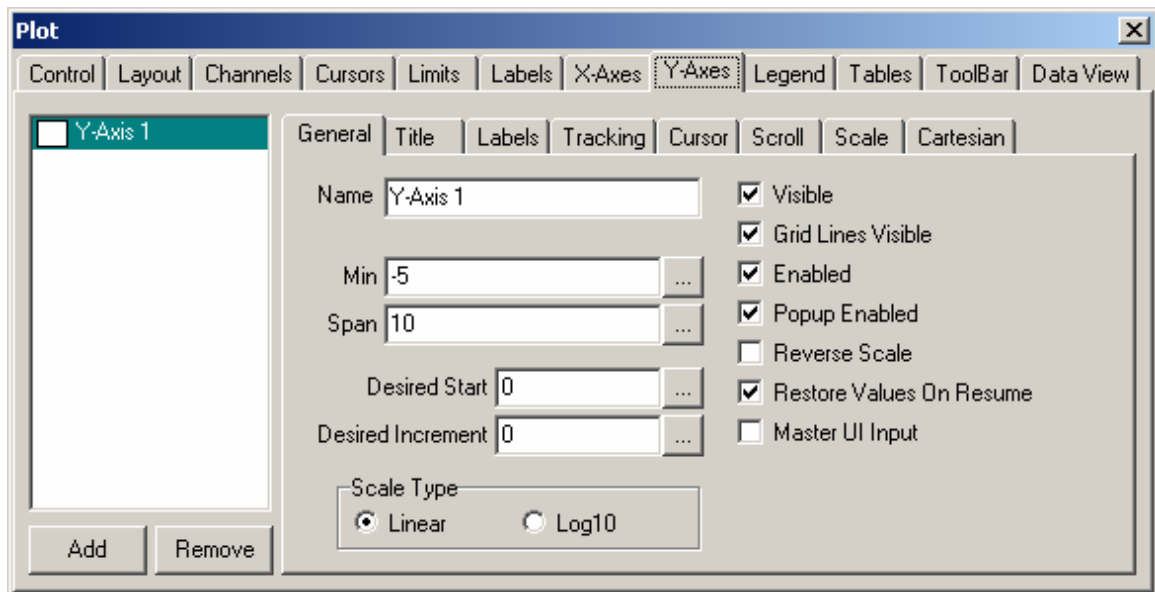 Plot
Control Layout Channels Cursors Limits Labels X-Axes Y-Axes Legend Tables ToolBar Data View
Y-Axis 1
General Title Labels Tracking Cursor Scroll Scale Cartesian
Name Y-Axis 1
Min -5 ...
Span 10 ...
Desired Start 0 ...
Desired Increment 0 ...
Scale Type
Linear Log10
Visible
Grid Lines Visible
Enabled
Popup Enabled
Reverse Scale
Restore Values On Resume
Master UI Input
Add Remove